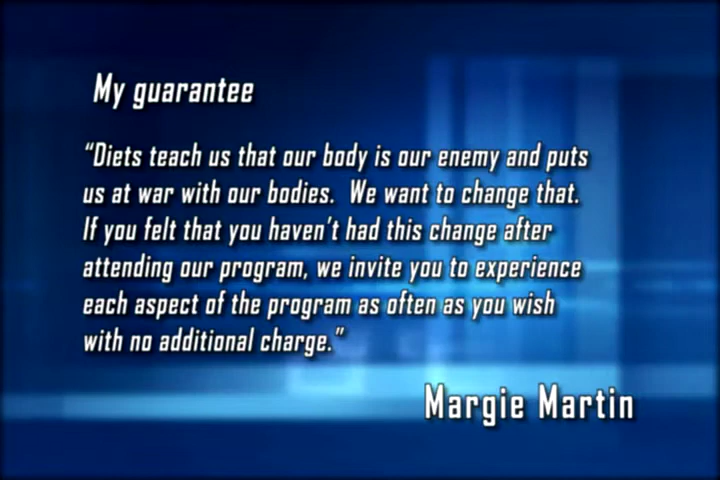 My guarantee
“Diets teach us that our body is our enemy and puts
us at war with our bodies.  We want to change that.
If you felt that you haven’t had this change after
attending our program, we invite you to experience
each aspect of the program as often as you wish
with no additional charge.”
Margie Martin